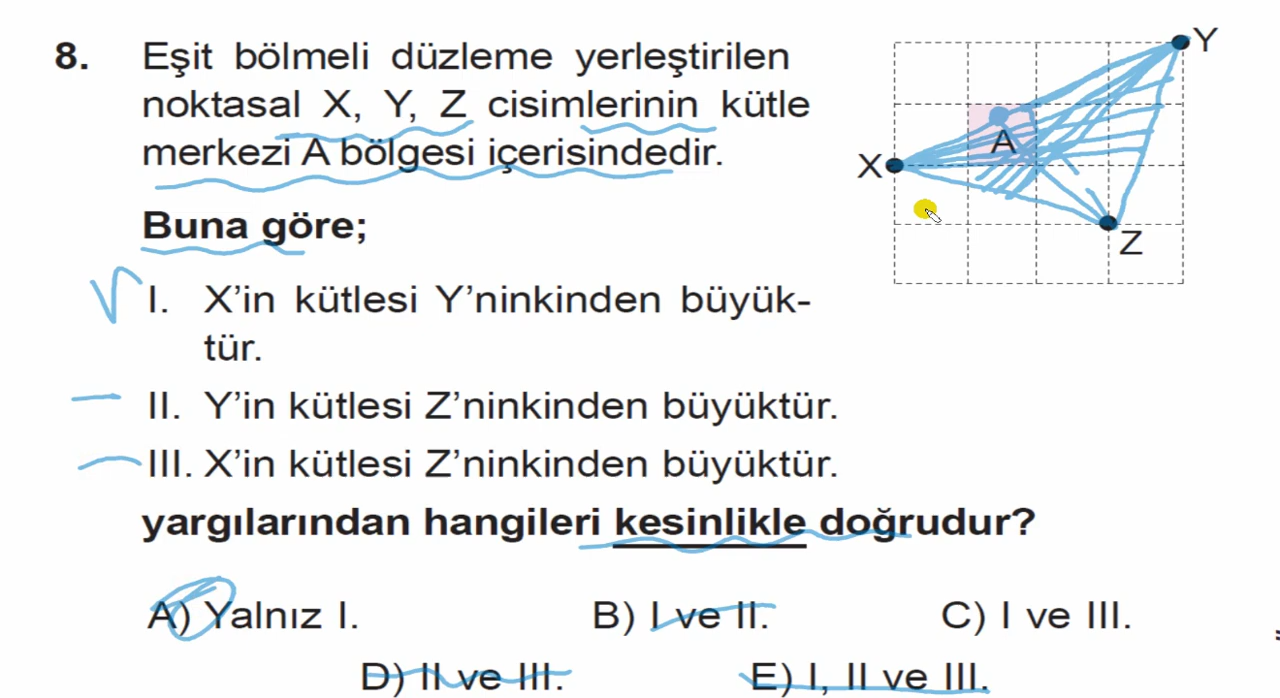 8. Eşit bölmeli düzleme yerleştirilen
noktasal X, Y, Z cisimlerinin kütle
merkezi A bölgesi içerisindedir.
Y
A
X
Z
Buna göre;
I. X’in kütlesi Y’ninkinden büyük-
tür.
II. Y’in kütlesi Z’ninkinden büyüktür.
III. X’in kütlesi Z’ninkinden büyüktür.
yargılarından hangileri kesinlikle doğrudur?
A) Yalnız I. B) I ve II. C) I ve III.
D) II ve III. E) I, II ve III.